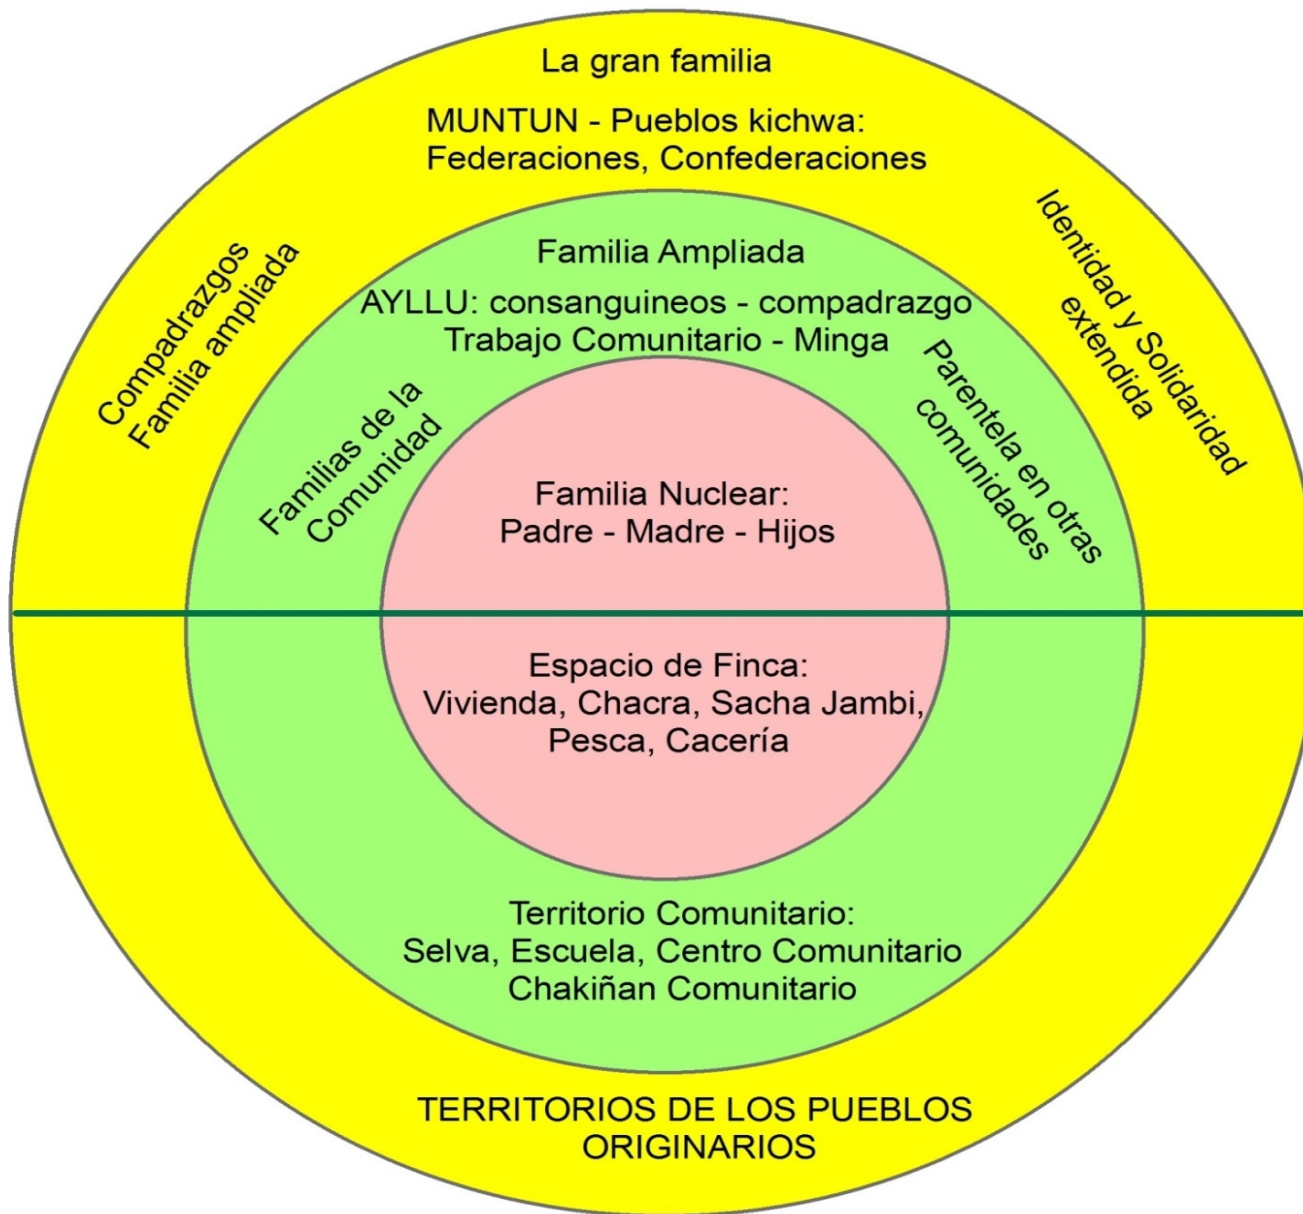 La gran familia
MUNTUN - Pueblos kichwa:
Federaciones, Confederaciones
Compadrazgos
Familia ampliada
Identidad y Solidaridad
extendida
Familia Ampliada
AYLLU: consanguineos - compadrazgo
Trabajo Comunitario - Minga
Familias de la
Comunidad
Parentela en otras
comunidades
Familia Nuclear:
Padre - Madre - Hijos
Espacio de Finca:
Vivienda, Chacra, Sacha Jambi,
Pesca, Cacería
Territorio Comunitario:
Selva, Escuela, Centro Comunitario
Chakiñan Comunitario
TERRITORIOS DE LOS PUEBLOS
ORIGINARIOS